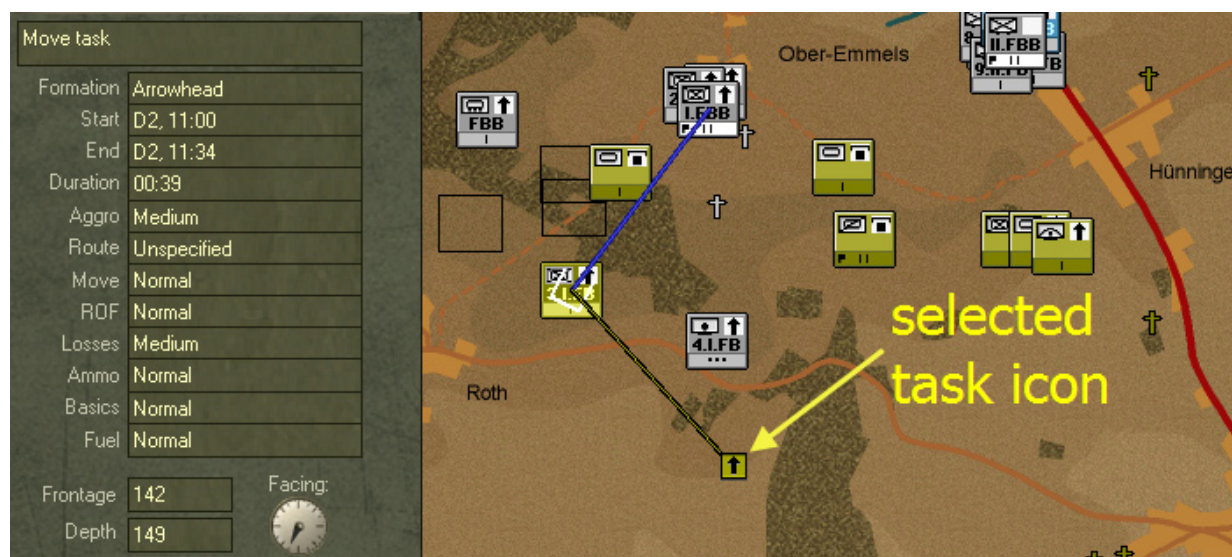 Move task
Formation Arrowhead
Start D2, 11:00
End D2, 11:34
Duration 00:39
Aggro Medium
Route Unspecified
Move Normal
ROF Normal
Losses Medium
Ammo Normal
Basics Normal
Fuel Normal
Frontage 142
Facing:
Depth 149
Ober-Emmels
II.FBB
I.FBB
FBB
Hünninge
4.I.FB
Roth
selected
task icon